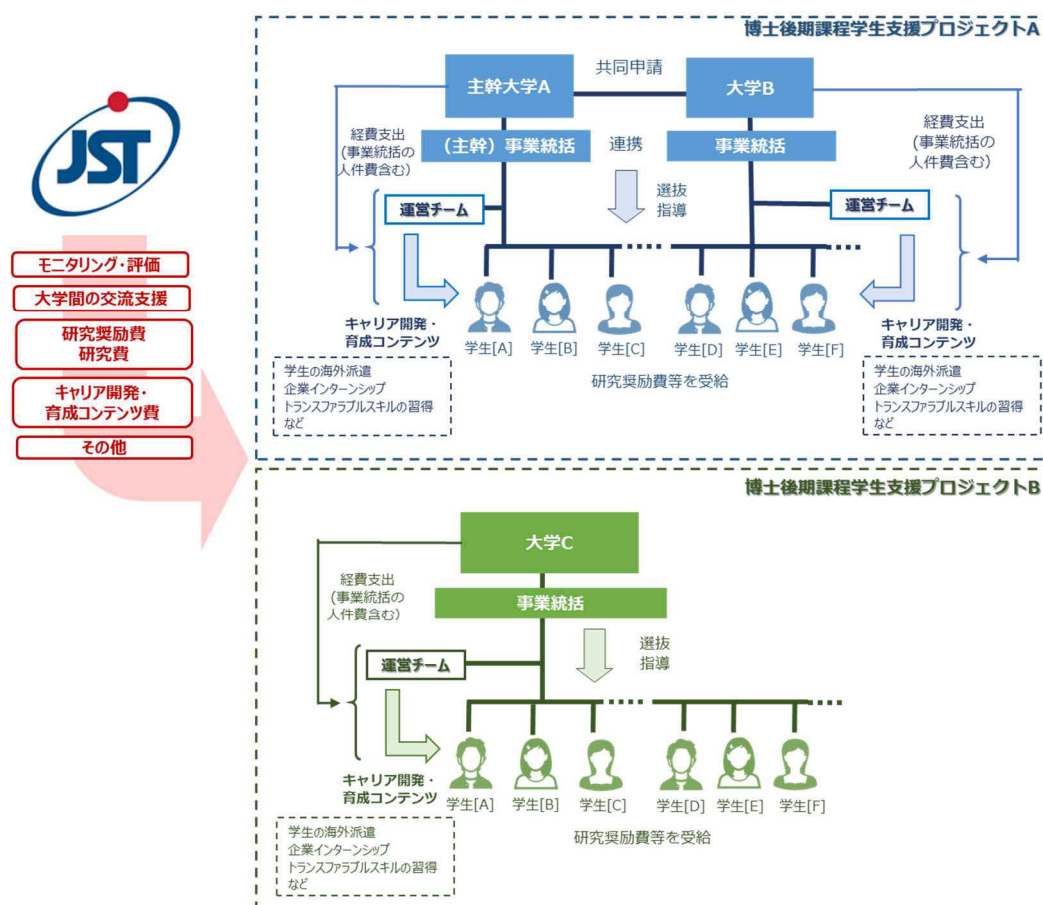 JST
モニタリング・評価
大学間の交流支援
研究奨励費
研究費
キャリア開発・
育成コンテンツ費
その他
博士後期課程学生支援プロジェクトA
共同申請
主幹大学A
大学B
経費支出
(事業統括の
人件費含む)
(主幹)事業統括
連携
事業統括
経費支出
(事業統括の
人件費含む)
選抜
指導
運営チーム
運営チーム
キャリア開発・
育成コンテンツ
学生[A]
学生[B]
学生[C]
学生[D]
学生[E]
学生[F]
キャリア開発・
育成コンテンツ
研究奨励費等を受給
学生の海外派遣
企業インターンシップ
トランスファラブルスキルの習得
など
学生の海外派遣
企業インターンシップ
トランスファラブルスキルの習得
など
博士後期課程学生支援プロジェクトB
大学C
経費支出
(事業統括の
人件費含む)
事業統括
選抜
指導
運営チーム
キャリア開発・
育成コンテンツ
学生[A]
学生[B]
学生[C]
学生[D]
学生[E]
学生[F]
研究奨励費等を受給
学生の海外派遣
企業インターンシップ
トランスファラブルスキルの習得
など